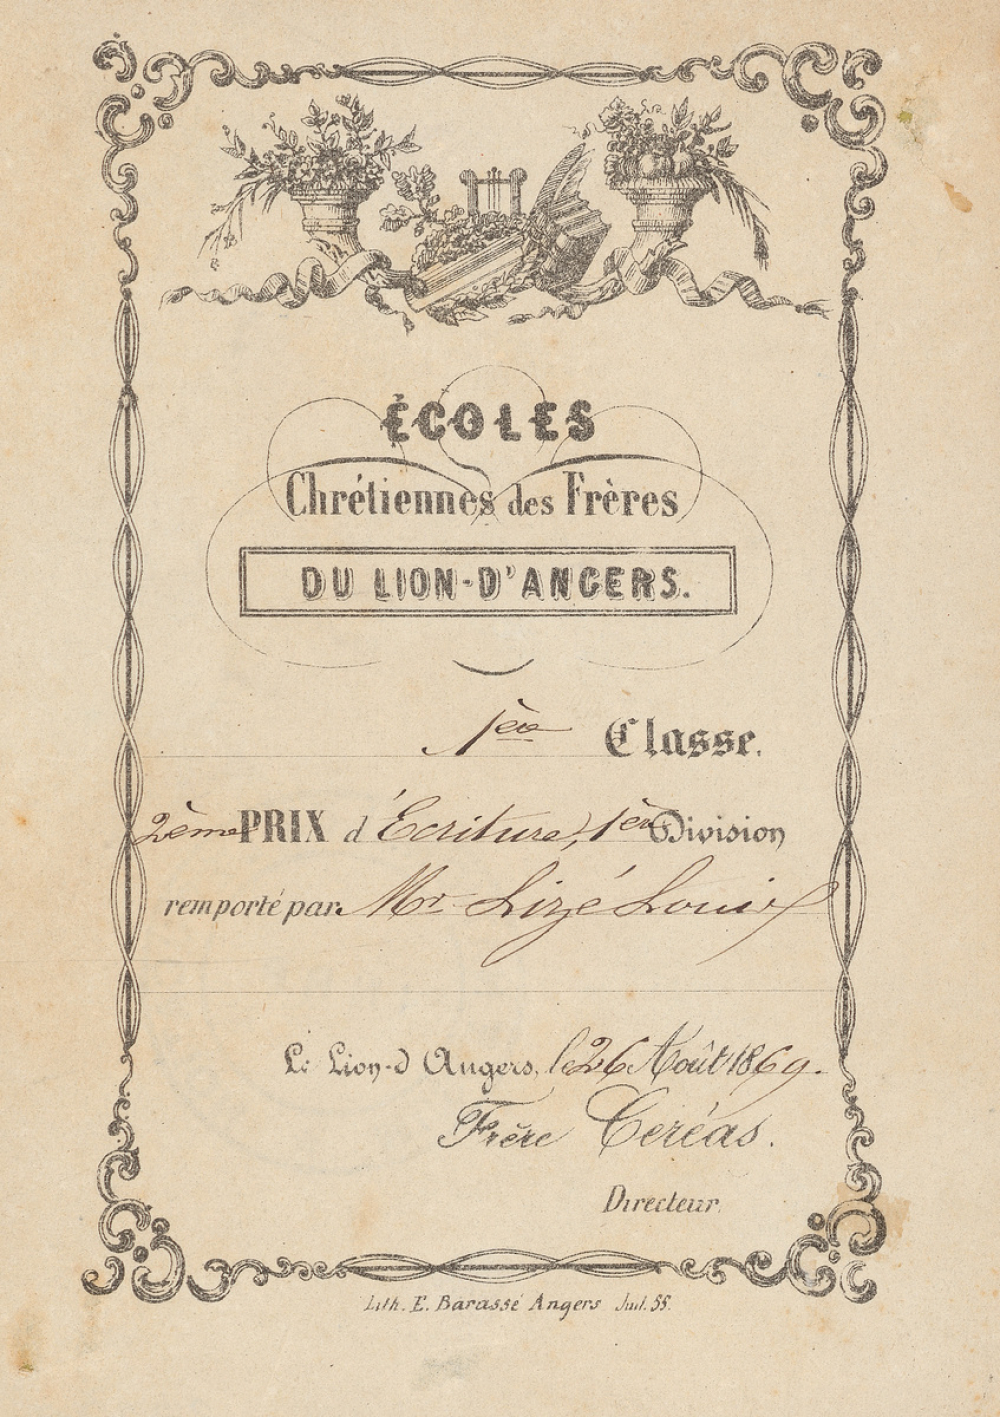 ÉCOLES
Chrétiennes des Frères
DU LION-D'ANGERS.
1ère Classe.
2ème PRIX d'Écriture, 1ère Division
remporté par Mr Lizé Louis
Le Lion-d Angers, le 26 Août 1869.
Frère Ceréas.
Directeur.
Lith. E. Barassé Angers Juil. 55.